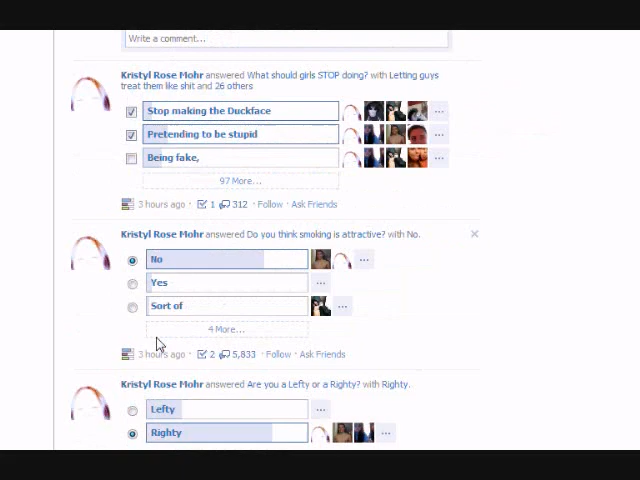 Write a comment...
Kristyl Rose Mohr answered What should girls STOP doing? with Letting guys
treat them like shit and 26 others
Stop making the Duckface
Pretending to be stupid
Being fake,
97 More...
3 hours ago · 1 312 · Follow · Ask Friends
Kristyl Rose Mohr answered Do you think smoking is attractive? with No.
No
Yes
Sort of
4 More...
3 hours ago · 2 5,833 · Follow · Ask Friends
Kristyl Rose Mohr answered Are you a Lefty or a Righty? with Righty.
Lefty
Righty